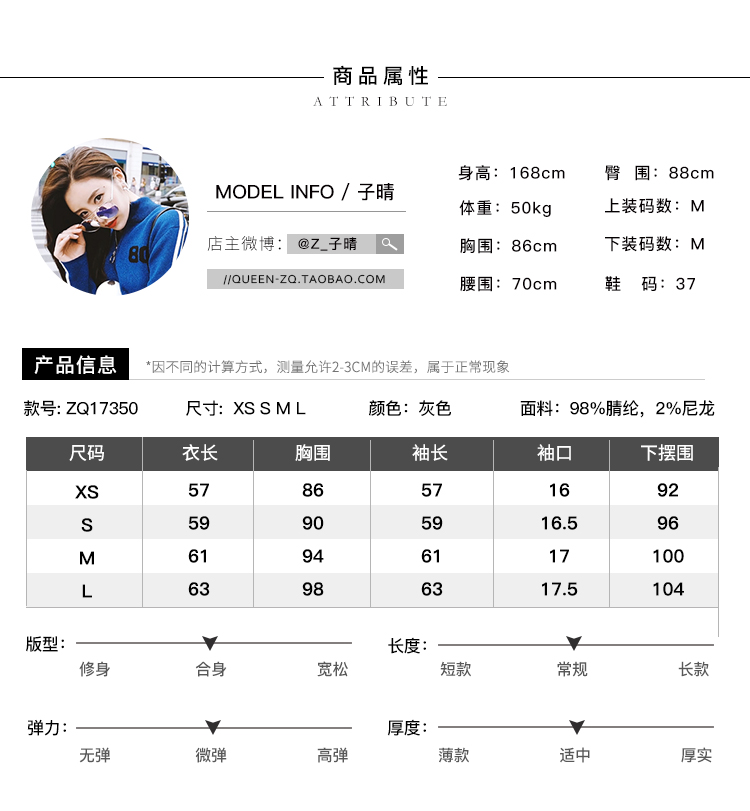 商品属性
ATTRIBUTE
MODEL INFO / 子晴
店主微博： @Z_子晴
//QUEEN-ZQ.TAOBAO.COM
身高：168cm 臀 围：88cm
体重：50kg 上装码数：M
胸围：86cm 下装码数：M
腰围：70cm 鞋 码：37
产品信息 *因不同的计算方式，测量允许2-3CM的误差，属于正常现象
款号: ZQ17350 尺寸: XS S M L 颜色：灰色 面料：98%腈纶，2%尼龙
尺码 衣长 胸围 袖长 袖口 下摆围
XS 57 86 57 16 92
S 59 90 59 16.5 96
M 61 94 61 17 100
L 63 98 63 17.5 104
版型： 长度：
修身 合身 宽松 短款 常规 长款
弹力： 厚度：
无弹 微弹 高弹 薄款 适中 厚实